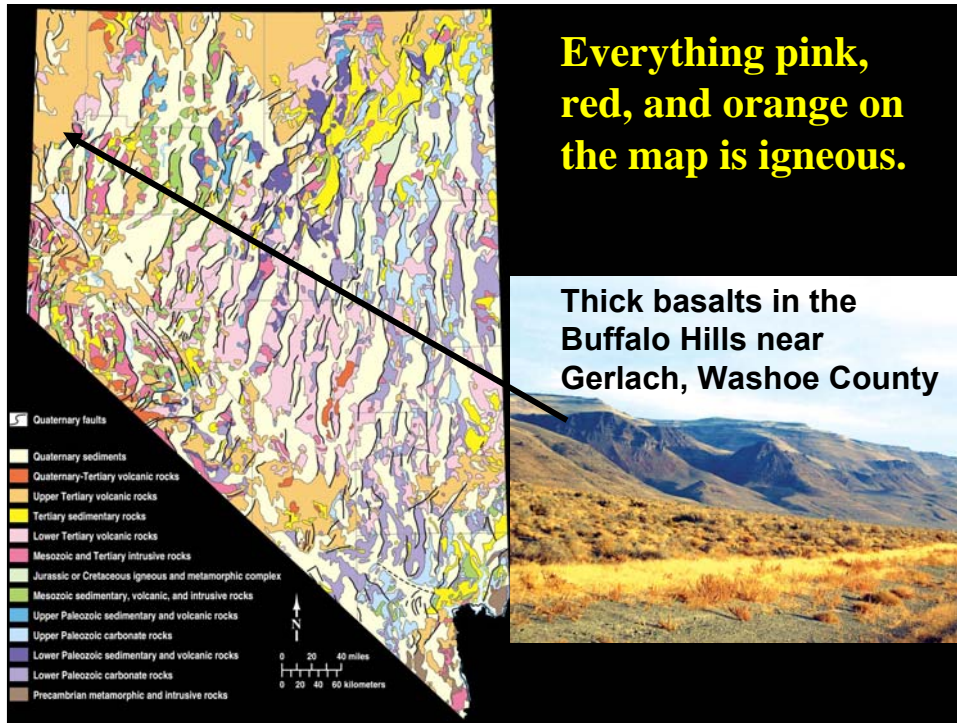 Everything pink,
red, and orange on
the map is igneous.
Thick basalts in the
Buffalo Hills near
Gerlach, Washoe County
Quaternary faults
Quaternary sediments
Quaternary-Tertiary volcanic rocks
Upper Tertiary volcanic rocks
Tertiary sedimentary rocks
Lower Tertiary volcanic rocks
Mesozoic and Tertiary intrusive rocks
Jurassic or Cretaceous igneous and metamorphic complex
Mesozoic sedimentary, volcanic, and intrusive rocks
Upper Paleozoic sedimentary and volcanic rocks
Upper Paleozoic carbonate rocks
Lower Paleozoic sedimentary and volcanic rocks
Lower Paleozoic carbonate rocks
Precambrian metamorphic and intrusive rocks
N
0 20 40 miles
0 20 40 60 kilometers